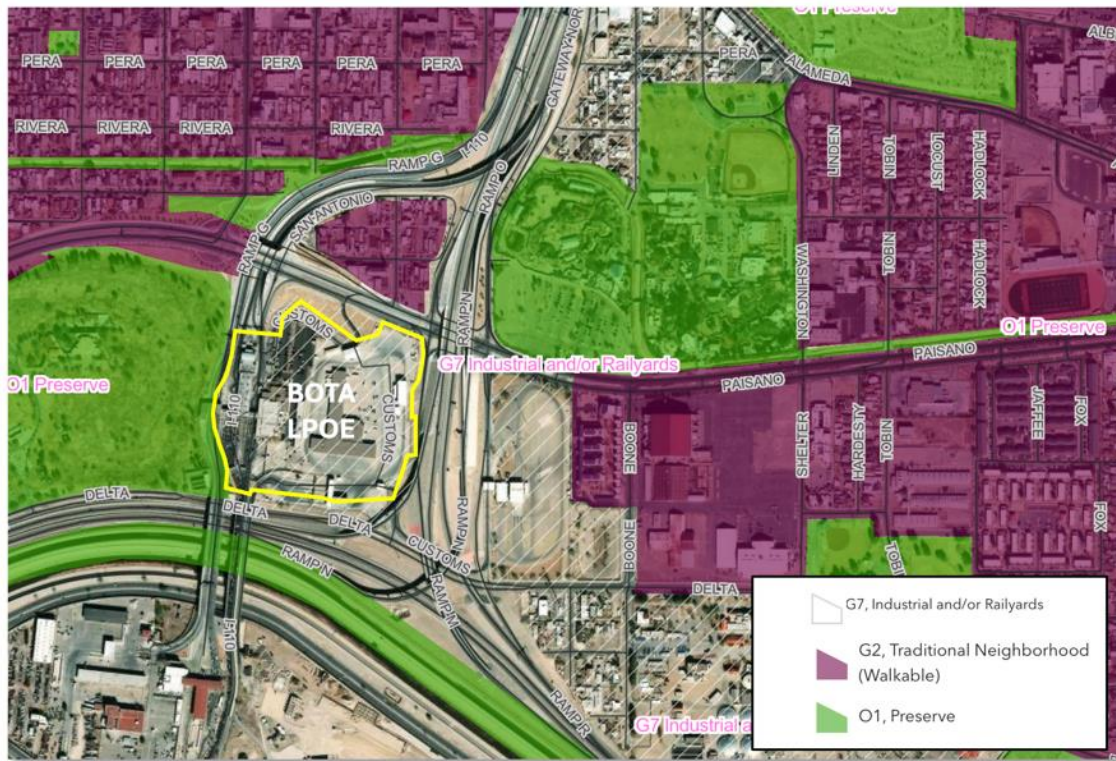 O1 Preserve
PERA
PERA
PERA
PERA
PERA
PERA
PERA
ALB
ALAMEDA
GATEWAY NOR
RIVERA
RIVERA
RIVERA
RIVERA
RAMP G
I-110
RAMP O
SAN ANTONIO
RAMP G
LINDEN
TOBIN
LOCUST
HADLOCK
TOBIN
HADLOCK
WASHINGTON
CUSTOMS
RAMP N
O1 Preserve
G7 Industrial and/or Railyards
PAISANO
PAISANO
O1 Preserve
BOTA
LPOE
I-110
CUSTOMS
BOONE
SHELTER
HARDESTY
TOBIN
JAFFEE
FOX
FOX
DELTA
DELTA
DELTA
CUSTOMS
RAMP N
RAMP N
BOONE
TOBI
DELTA
RAMP M
I-110
RAMP R
G7 Industrial a
G7, Industrial and/or Railyards
G2, Traditional Neighborhood
(Walkable)
O1, Preserve